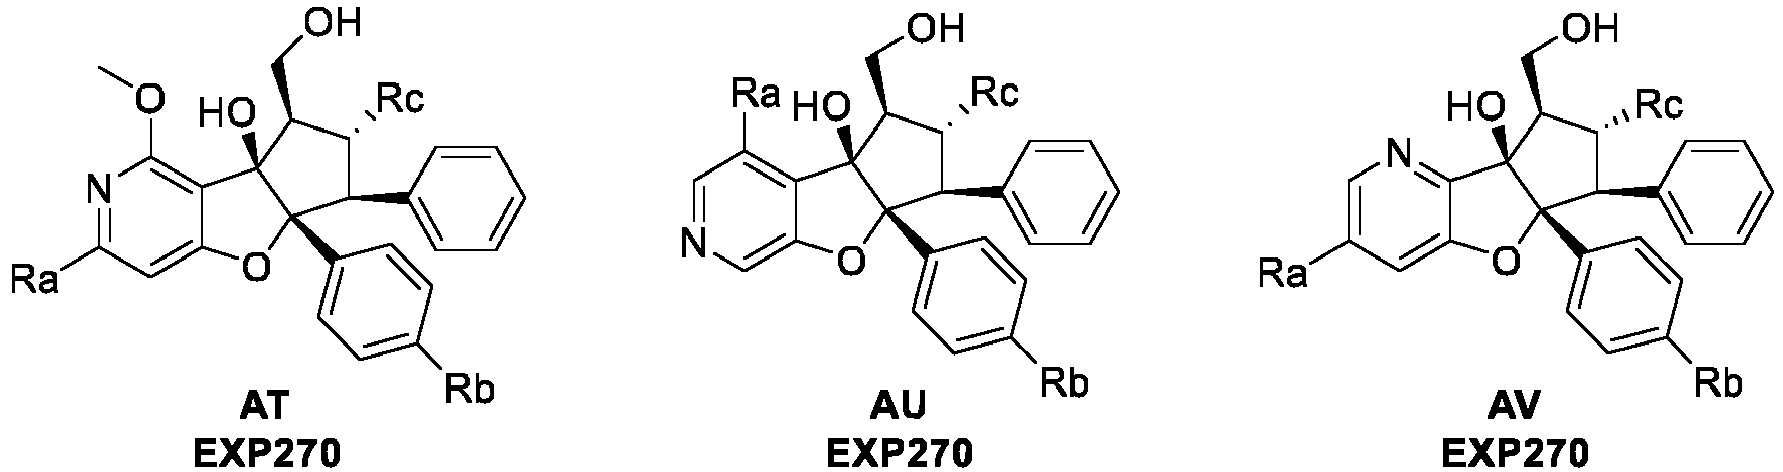 OH
O
HO
Rc
N
Ra
O
Rb
AT
EXP270
OH
Ra
HO
Rc
N
O
Rb
AU
EXP270
OH
HO
Rc
N
Ra
O
Rb
AV
EXP270